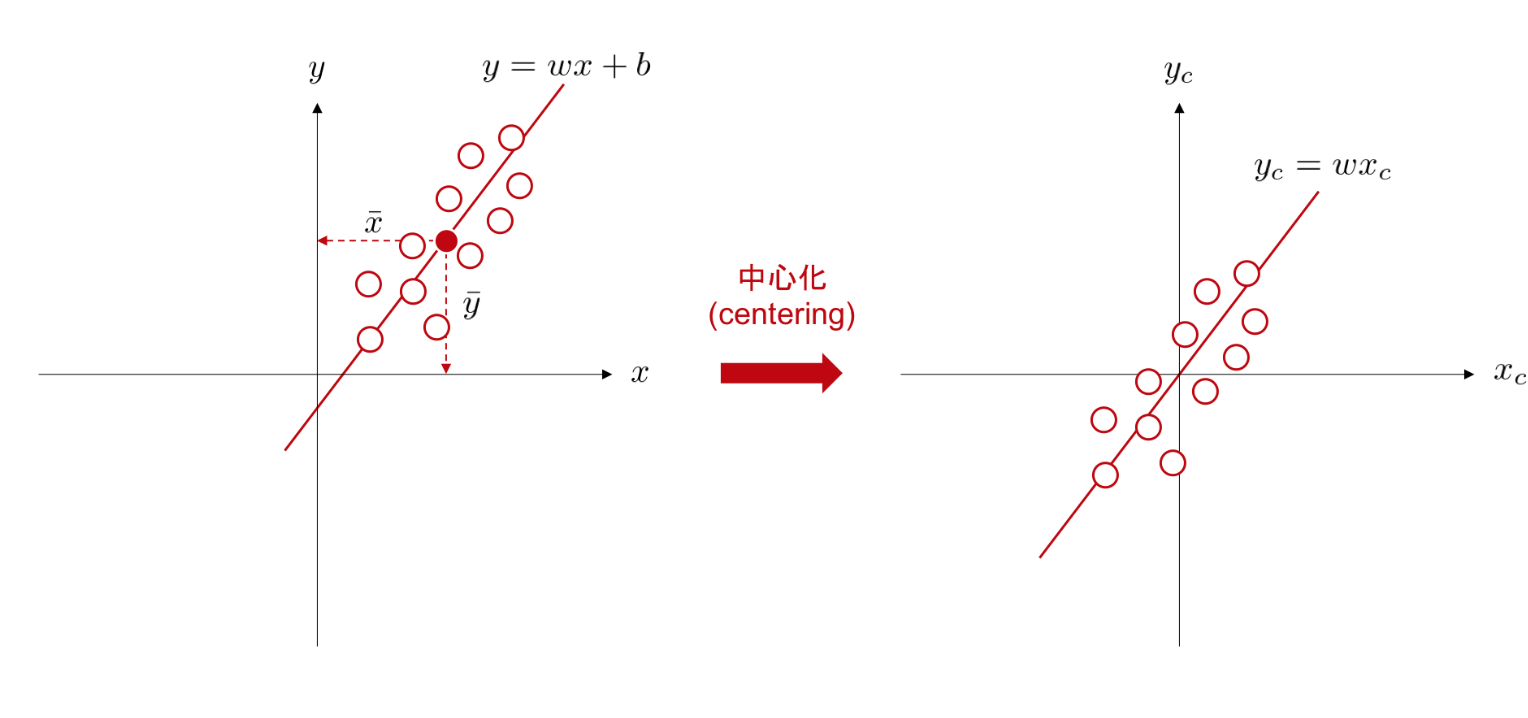 y
y = wx + b
x̄
ȳ
x
中心化
(centering)
y_c
y_c = wx_c
x_c